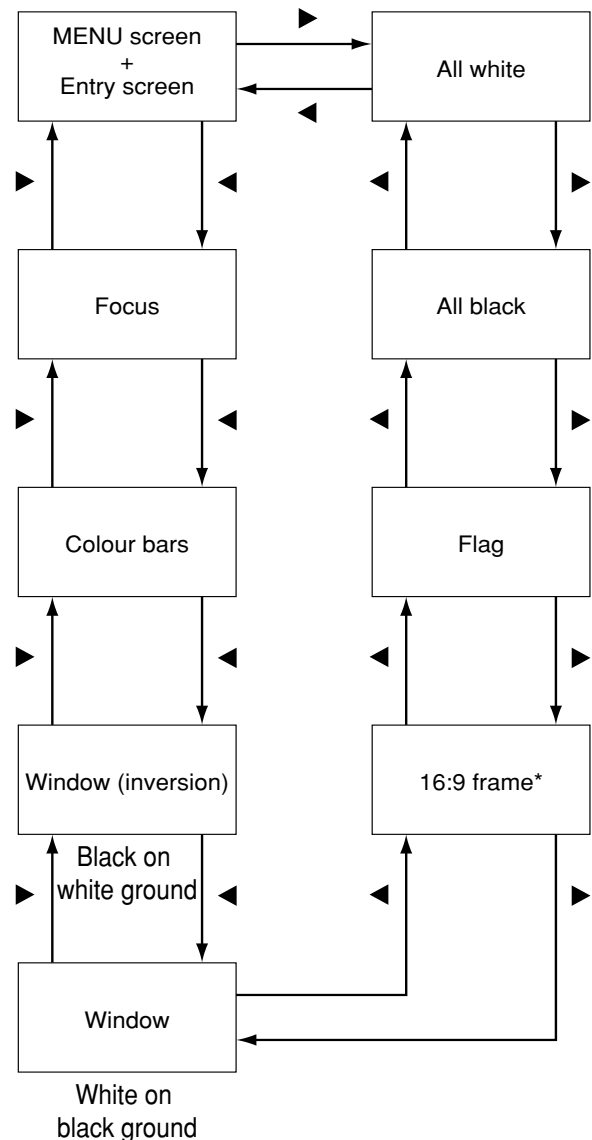 MENU screen
+
Entry screen
All white
Focus
All black
Colour bars
Flag
Window (inversion)
16:9 frame*
Black on
white ground
Window
White on
black ground